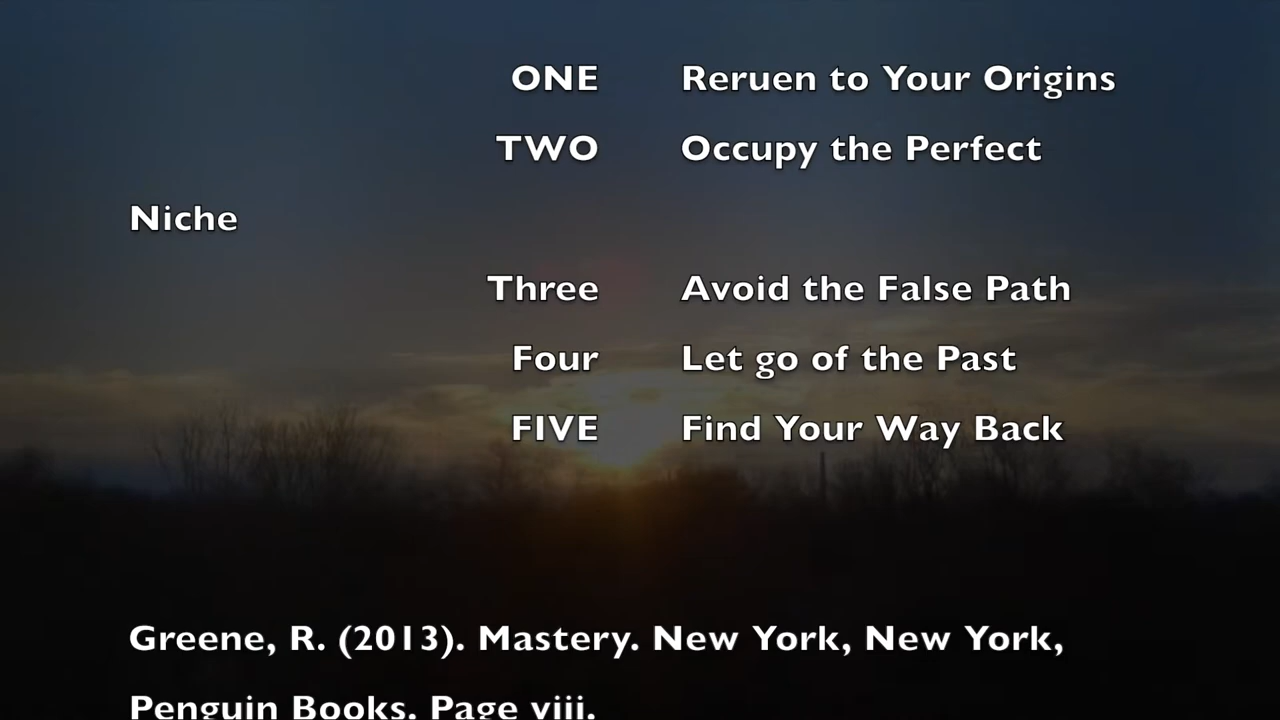 ONE Reruen to Your Origins
TWO Occupy the Perfect
Niche
Three Avoid the False Path
Four Let go of the Past
FIVE Find Your Way Back
Greene, R. (2013). Mastery. New York, New York,
Penguin Books. Page viii.